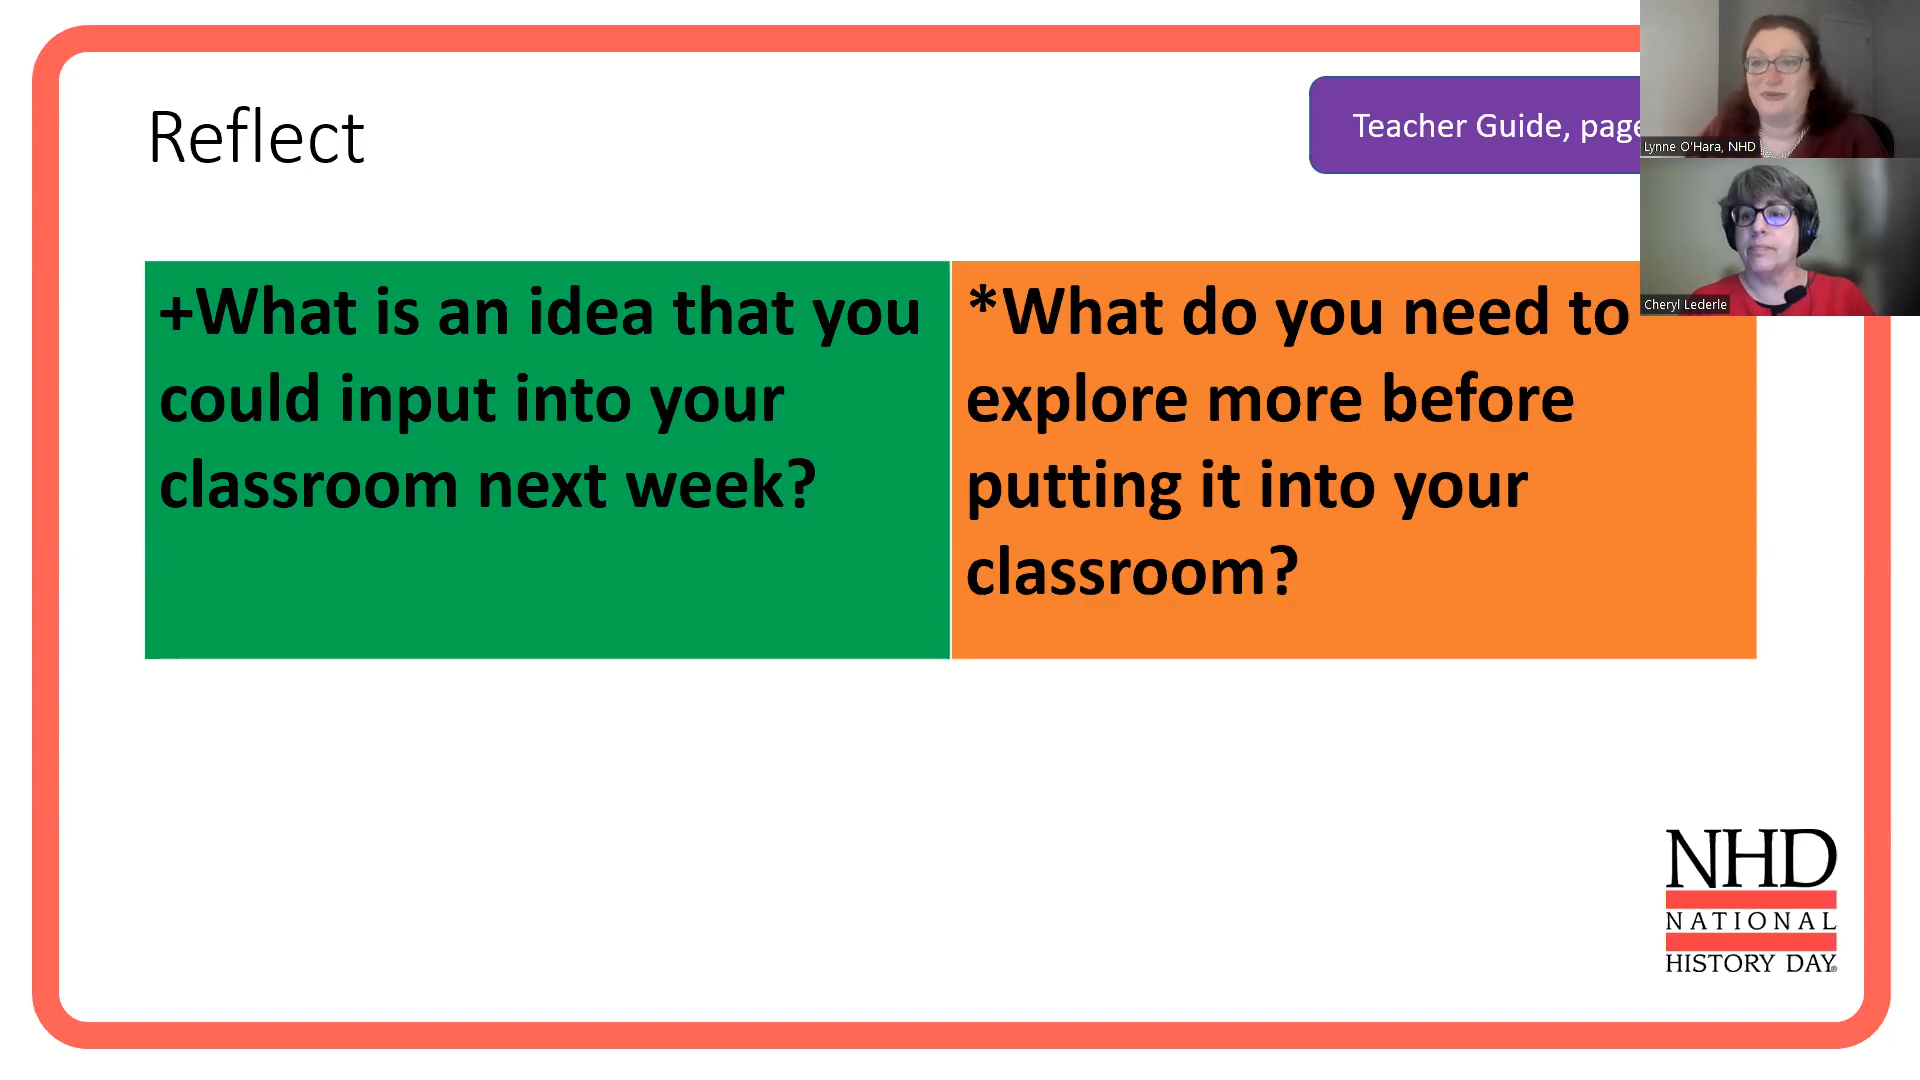 Reflect
Teacher Guide, page
Lynne O'Hara, NHD
Cheryl Lederle
+What is an idea that you
could input into your
classroom next week?
*What do you need to
explore more before
putting it into your
classroom?
NHD
NATIONAL
HISTORY DAY®